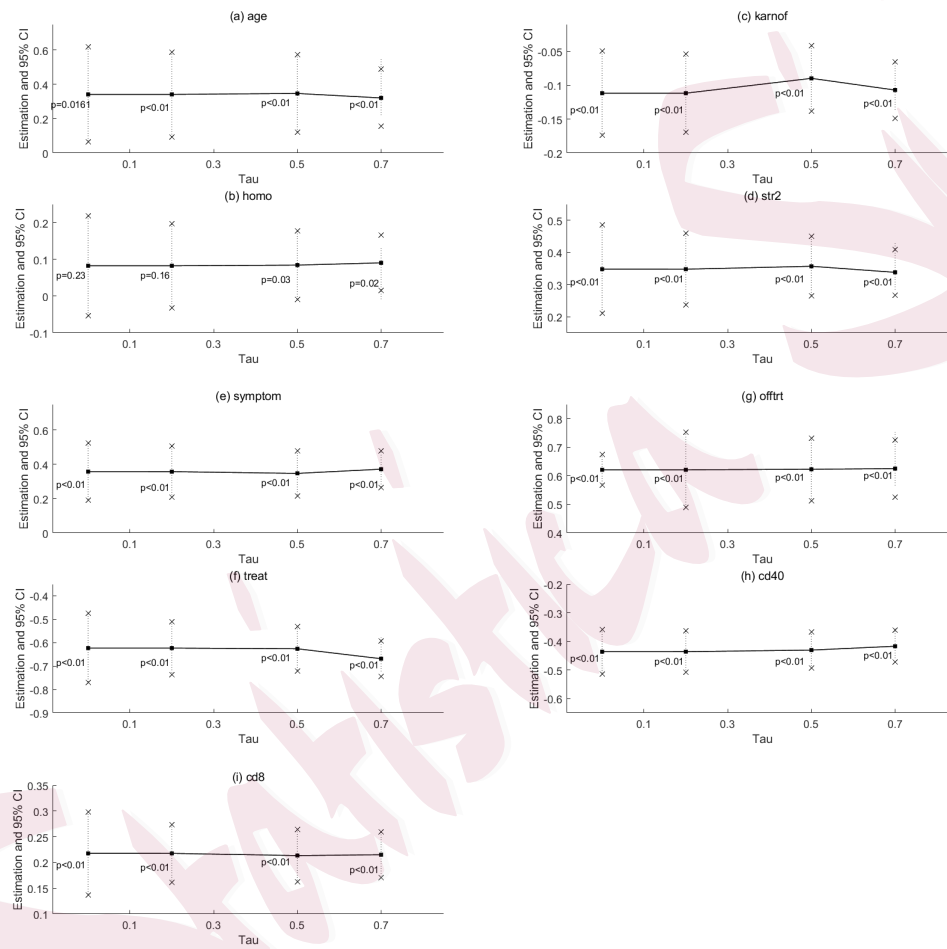 (a) age
Estimation and 95% CI
0.6
0.4
0.2
0
p=0.0161
p<0.01
p<0.01
p<0.01
0.1
0.3
0.5
0.7
Tau
(c) karnof
Estimation and 95% CI
-0.05
-0.1
-0.15
-0.2
p<0.01
p<0.01
p<0.01
p<0.01
0.1
0.3
0.5
0.7
Tau
(b) homo
Estimation and 95% CI
0.2
0.1
0
-0.1
p=0.23
p=0.16
p=0.03
p=0.02
0.1
0.3
0.5
0.7
Tau
(d) str2
Estimation and 95% CI
0.5
0.4
0.3
0.2
p<0.01
p<0.01
p<0.01
p<0.01
0.1
0.3
0.5
0.7
Tau
(e) symptom
Estimation and 95% CI
0.6
0.4
0.2
0
p<0.01
p<0.01
p<0.01
p<0.01
0.1
0.3
0.5
0.7
Tau
(g) offtrt
Estimation and 95% CI
0.8
0.7
0.6
0.5
0.4
p<0.01
p<0.01
p<0.01
p<0.01
0.1
0.3
0.5
0.7
Tau
(f) treat
Estimation and 95% CI
-0.4
-0.5
-0.6
-0.7
-0.8
-0.9
p<0.01
p<0.01
p<0.01
p<0.01
0.1
0.3
0.5
0.7
Tau
(h) cd40
Estimation and 95% CI
-0.2
-0.3
-0.4
-0.5
-0.6
p<0.01
p<0.01
p<0.01
p<0.01
0.1
0.3
0.5
0.7
Tau
(i) cd8
Estimation and 95% CI
0.35
0.3
0.25
0.2
0.15
0.1
p<0.01
p<0.01
p<0.01
p<0.01
0.1
0.3
0.5
0.7
Tau
Statistica